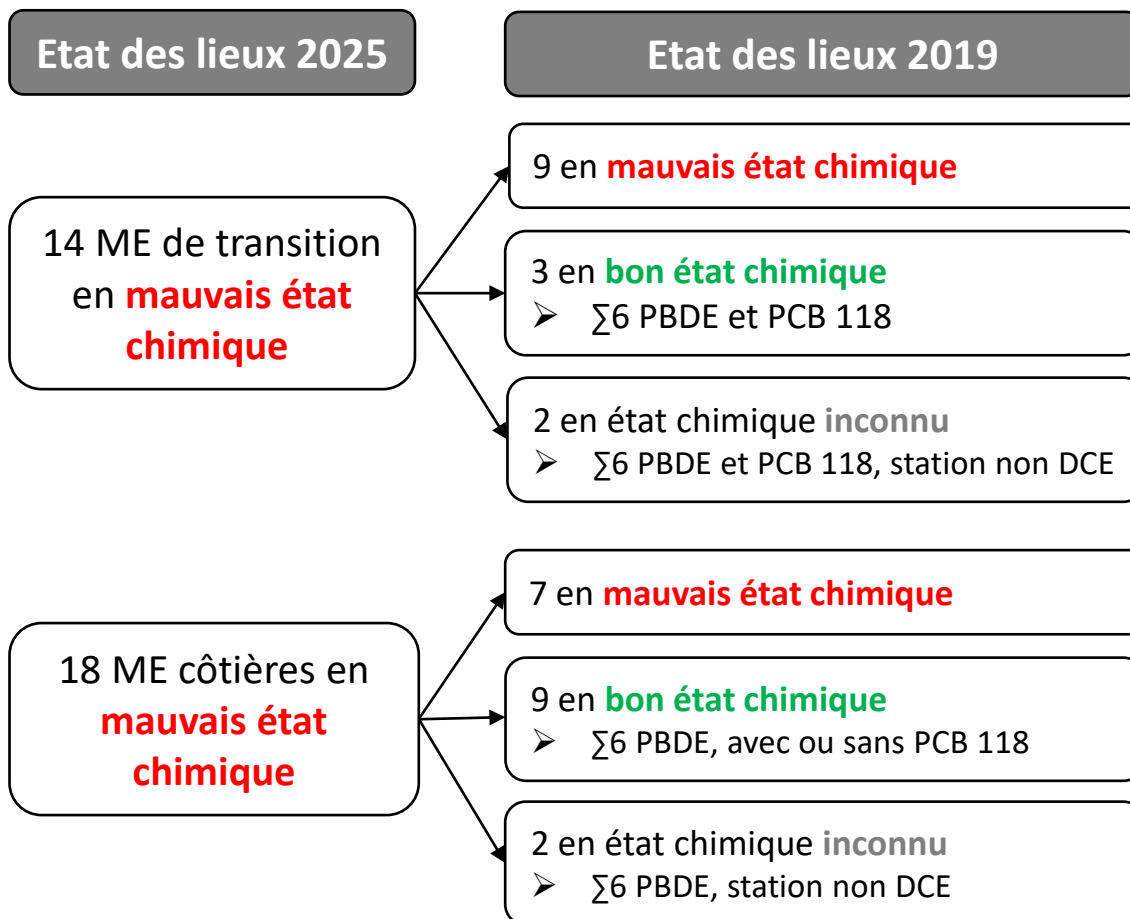 Etat des lieux 2025
Etat des lieux 2019
14 ME de transition
en mauvais état
chimique
9 en mauvais état chimique
3 en bon état chimique
➢ ∑6 PBDE et PCB 118
2 en état chimique inconnu
➢ ∑6 PBDE et PCB 118, station non DCE
18 ME côtières en
mauvais état
chimique
7 en mauvais état chimique
9 en bon état chimique
➢ ∑6 PBDE, avec ou sans PCB 118
2 en état chimique inconnu
➢ ∑6 PBDE, station non DCE